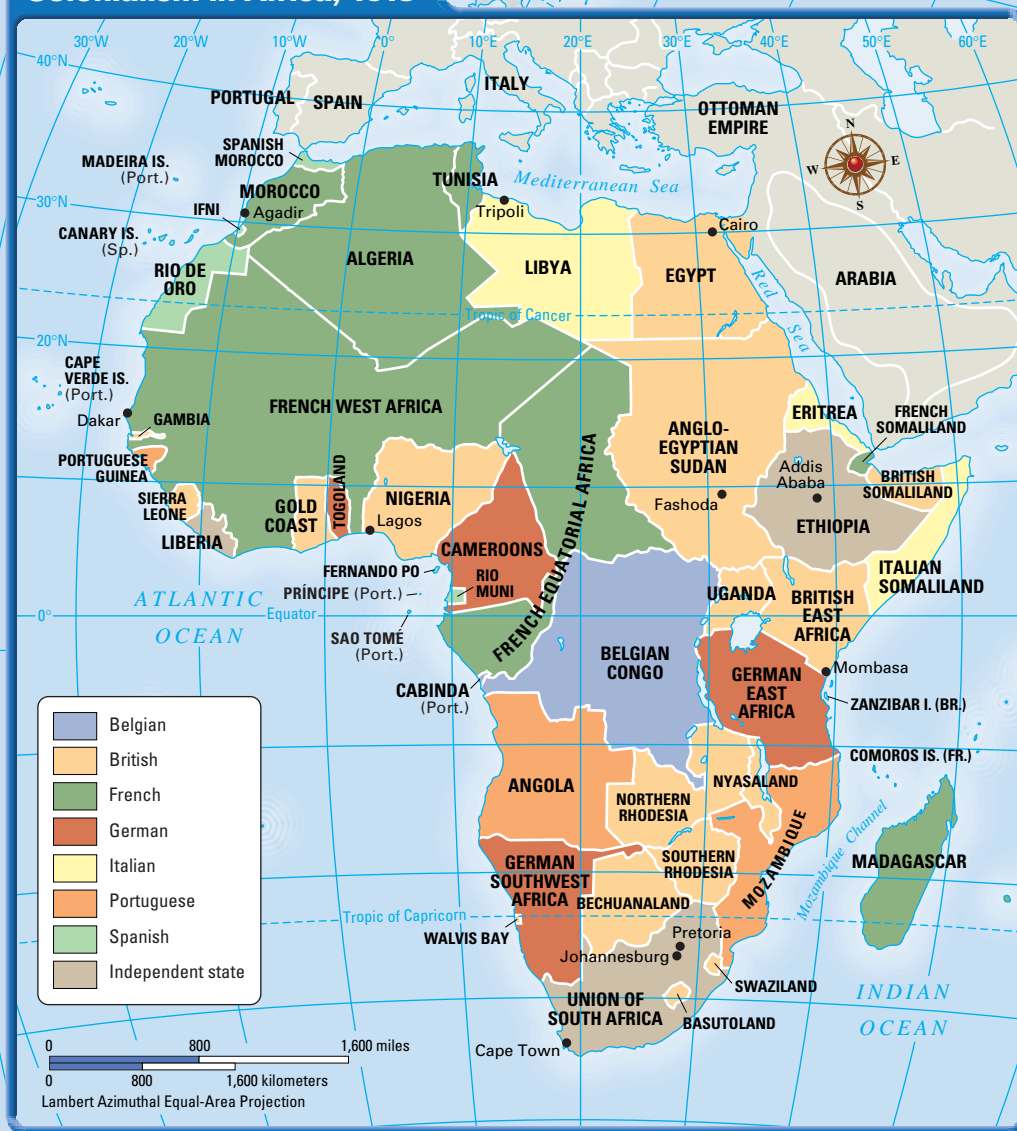 30°W
20°W
10°W
0°
10°E
20°E
30°E
40°E
50°E
60°E
40°N
ITALY
PORTUGAL
SPAIN
OTTOMAN
EMPIRE
N
W
E
S
SPANISH
MOROCCO
MADEIRA IS.
(Port.)
TUNISIA
Mediterranean Sea
MOROCCO
30°N
IFNI
Agadir
Tripoli
Cairo
CANARY IS.
(Sp.)
ALGERIA
LIBYA
EGYPT
ARABIA
RIO DE
ORO
Red
Sea
Tropic of Cancer
20°N
CAPE
VERDE IS.
(Port.)
Dakar
GAMBIA
FRENCH WEST AFRICA
ERITREA
FRENCH
SOMALILAND
ANGLO-
EGYPTIAN
SUDAN
PORTUGUESE
GUINEA
Addis
Ababa
BRITISH
SOMALILAND
SIERRA
LEONE
GOLD
COAST
TOGOLAND
NIGERIA
Lagos
Fashoda
ETHIOPIA
LIBERIA
CAMEROONS
FRENCH EQUATORIAL AFRICA
FERNANDO PO
RIO
MUNI
ITALIAN
SOMALILAND
PRÍNCIPE (Port.)
UGANDA
BRITISH
EAST
AFRICA
ATLANTIC
OCEAN
0°
Equator
SAO TOMÉ
(Port.)
BELGIAN
CONGO
Mombasa
GERMAN
EAST
AFRICA
CABINDA
(Port.)
ZANZIBAR I. (BR.)
COMOROS IS. (FR.)
ANGOLA
NYASALAND
NORTHERN
RHODESIA
MOZAMBIQUE
Mozambique Channel
MADAGASCAR
GERMAN
SOUTHWEST
AFRICA
SOUTHERN
RHODESIA
BECHUANALAND
Tropic of Capricorn
WALVIS BAY
Pretoria
Johannesburg
SWAZILAND
UNION OF
SOUTH AFRICA
BASUTOLAND
Cape Town
INDIAN
OCEAN
Belgian
British
French
German
Italian
Portuguese
Spanish
Independent state
0 800 1,600 miles
0 800 1,600 kilometers
Lambert Azimuthal Equal-Area Projection